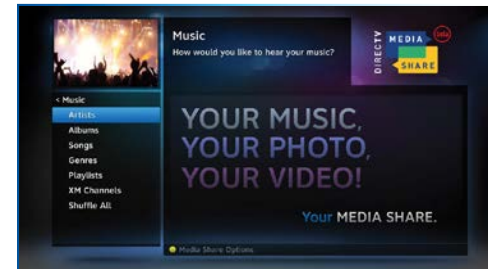 Music
How would you like to hear your music?
DIRECTV
MEDIA
SHARE
beta
< Music
Artists
Albums
Songs
Genres
Playlists
XM Channels
Shuffle All
YOUR MUSIC,
YOUR PHOTO,
YOUR VIDEO!
Your MEDIA SHARE.
Media Share Options